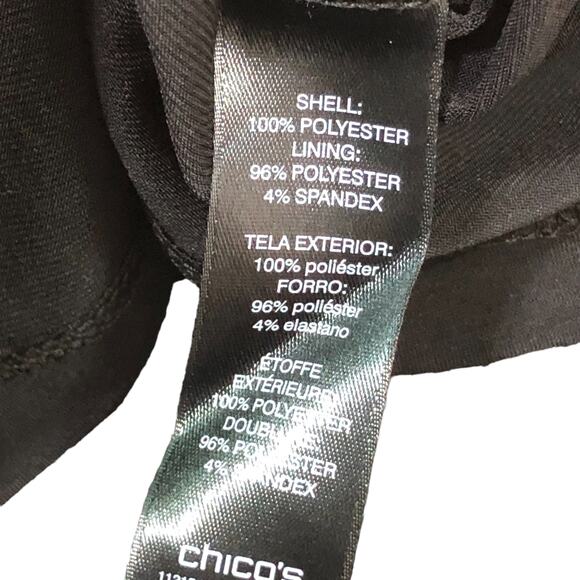 SHELL:
100% POLYESTER
LINING:
96% POLYESTER
4% SPANDEX
TELA EXTERIOR:
100% poliéster
FORRO:
96% poliéster
4% elastano
ÉTOFFE
EXTÉRIEURE
100% POLYESTER
96% POLYESTER
4% SPANDEX
chico's